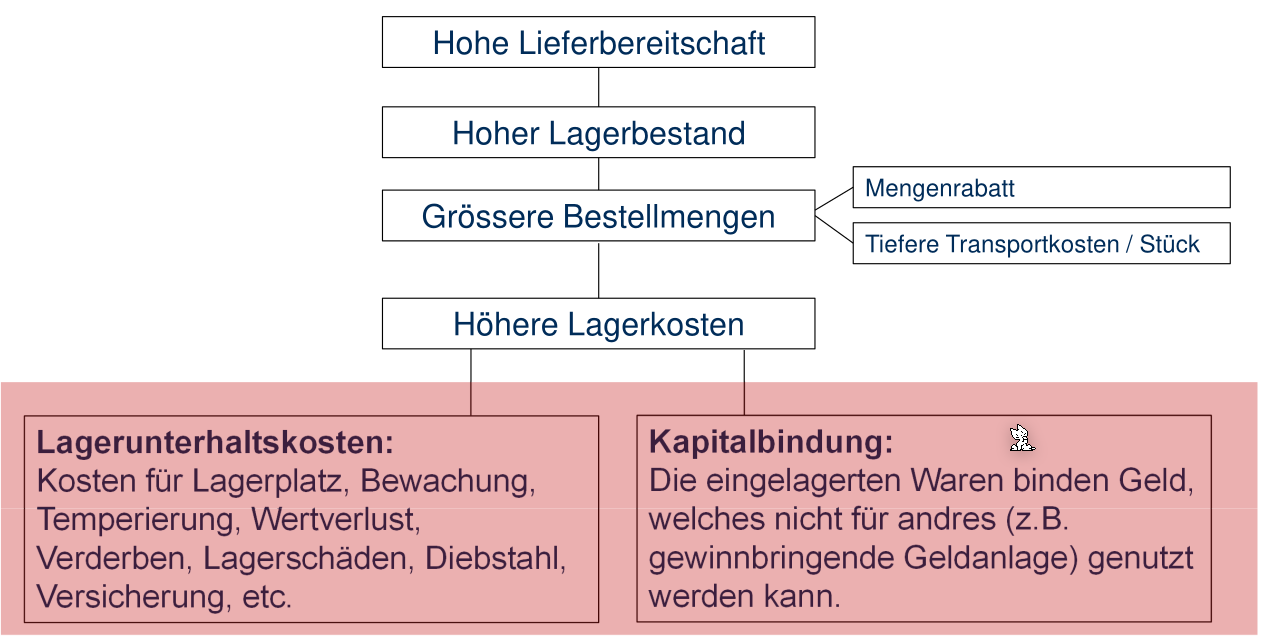 Hohe Lieferbereitschaft
Hoher Lagerbestand
Grössere Bestellmengen
Mengenrabatt
Tiefere Transportkosten / Stück
Höhere Lagerkosten
Lagerunterhaltskosten:
Kosten für Lagerplatz, Bewachung,
Temperierung, Wertverlust,
Verderben, Lagerschäden, Diebstahl,
Versicherung, etc.
Kapitalbindung:
Die eingelagerten Waren binden Geld,
welches nicht für andres (z.B.
gewinnbringende Geldanlage) genutzt
werden kann.